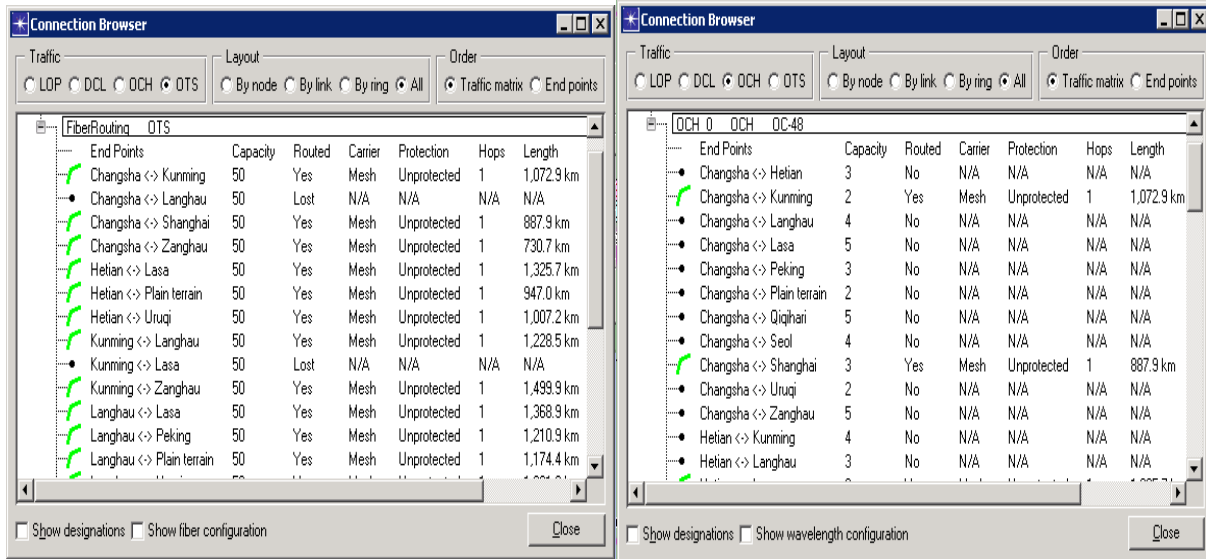 Connection Browser
Traffic
LOP DCL OCH OTS
Layout
By node By link By ring All
Order
Traffic matrix End points
FiberRouting OTS
End Points Capacity Routed Carrier Protection Hops Length
Changsha <-> Kunming 50 Yes Mesh Unprotected 1 1,072.9 km
Changsha <-> Langhau 50 Lost N/A N/A N/A N/A
Changsha <-> Shanghai 50 Yes Mesh Unprotected 1 887.9 km
Changsha <-> Zanghau 50 Yes Mesh Unprotected 1 730.7 km
Hetian <-> Lasa 50 Yes Mesh Unprotected 1 1,325.7 km
Hetian <-> Plain terrain 50 Yes Mesh Unprotected 1 947.0 km
Hetian <-> Uruqi 50 Yes Mesh Unprotected 1 1,007.2 km
Kunming <-> Langhau 50 Yes Mesh Unprotected 1 1,228.5 km
Kunming <-> Lasa 50 Lost N/A N/A N/A N/A
Kunming <-> Zanghau 50 Yes Mesh Unprotected 1 1,499.9 km
Langhau <-> Lasa 50 Yes Mesh Unprotected 1 1,368.9 km
Langhau <-> Peking 50 Yes Mesh Unprotected 1 1,210.9 km
Langhau <-> Plain terrain 50 Yes Mesh Unprotected 1 1,174.4 km
Show designations Show fiber configuration Close
Connection Browser
Traffic
LOP DCL OCH OTS
Layout
By node By link By ring All
Order
Traffic matrix End points
OCH 0 OCH OC-48
End Points Capacity Routed Carrier Protection Hops Length
Changsha <-> Hetian 3 No N/A N/A N/A N/A
Changsha <-> Kunming 2 Yes Mesh Unprotected 1 1,072.9 km
Changsha <-> Langhau 4 No N/A N/A N/A N/A
Changsha <-> Lasa 5 No N/A N/A N/A N/A
Changsha <-> Peking 3 No N/A N/A N/A N/A
Changsha <-> Plain terrain 2 No N/A N/A N/A N/A
Changsha <-> Qiqihari 5 No N/A N/A N/A N/A
Changsha <-> Seol 4 No N/A N/A N/A N/A
Changsha <-> Shanghai 3 Yes Mesh Unprotected 1 887.9 km
Changsha <-> Uruqi 2 No N/A N/A N/A N/A
Changsha <-> Zanghau 5 No N/A N/A N/A N/A
Hetian <-> Kunming 4 No N/A N/A N/A N/A
Hetian <-> Langhau 3 No N/A N/A N/A N/A
Show designations Show wavelength configuration Close